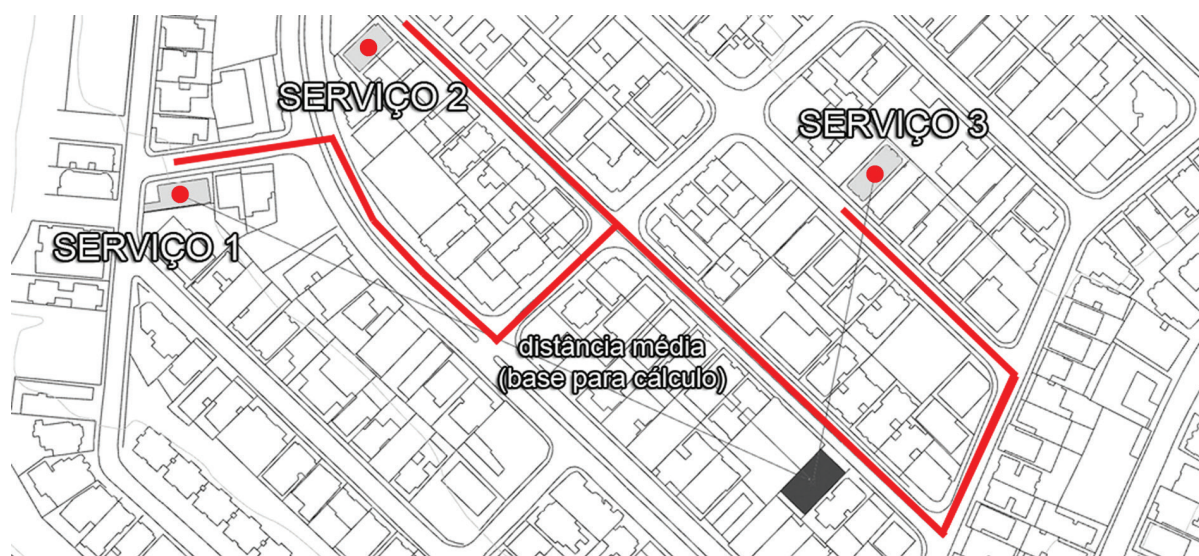 SERVIÇO 2
SERVIÇO 3
SERVIÇO 1
distância média
(base para cálculo)